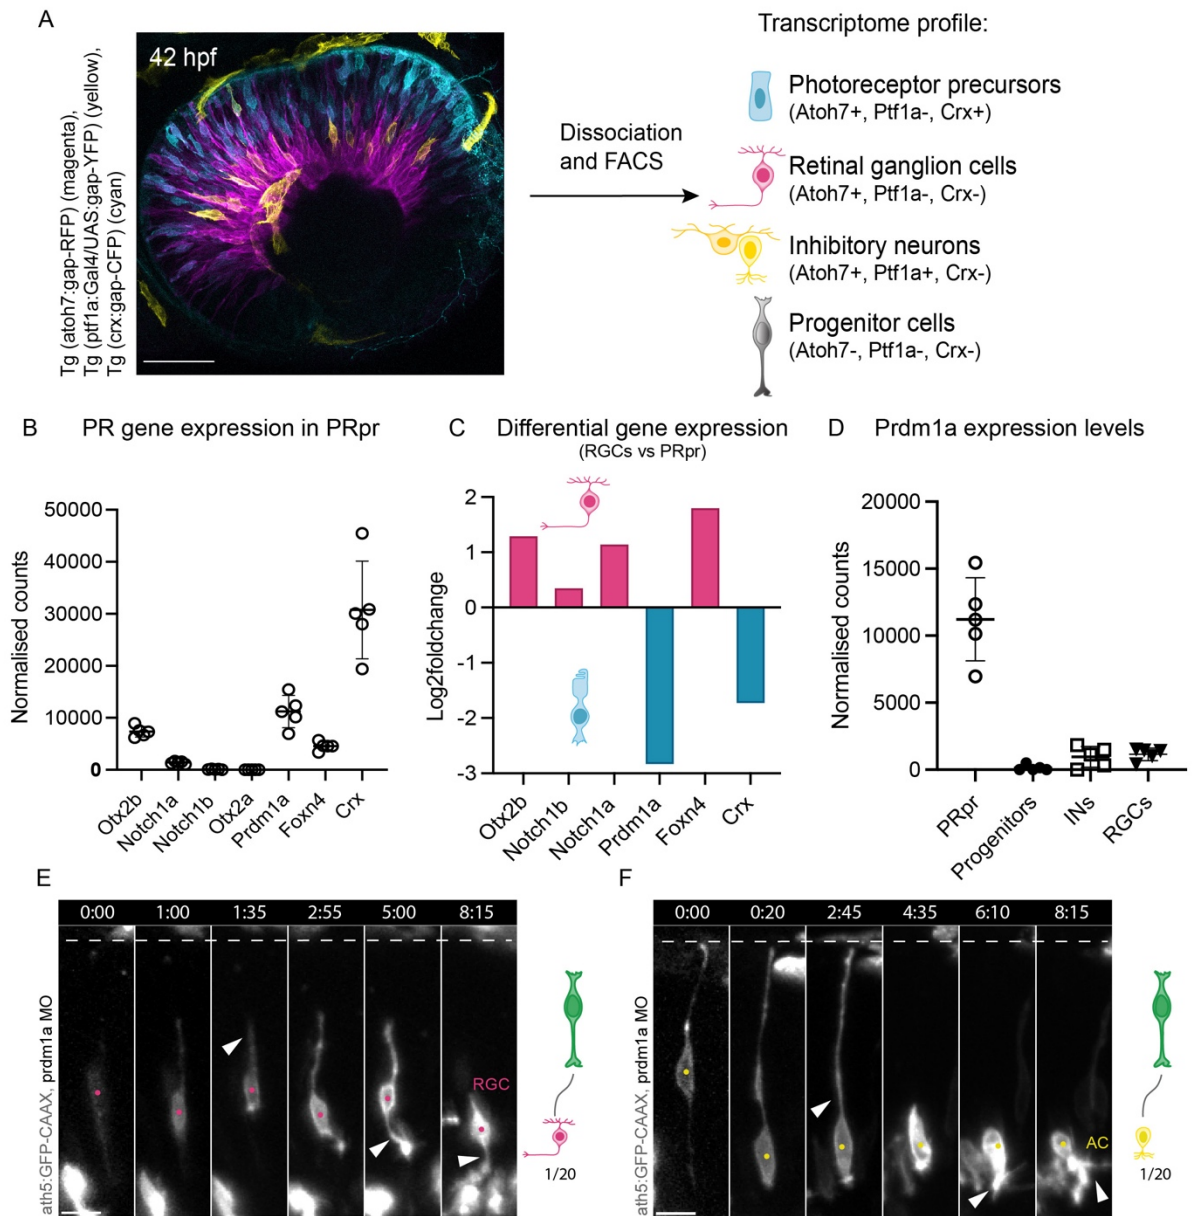 A
42 hpf
Tg (atoh7:gap-RFP) (magenta),
Tg (ptf1a:Gal4/UAS:gap-YFP) (yellow),
Tg (crx:gap-CFP) (cyan)
Dissociation
and FACS
Transcriptome profile:
Photoreceptor precursors
(Atoh7+, Ptf1a-, Crx+)
Retinal ganglion cells
(Atoh7+, Ptf1a-, Crx-)
Inhibitory neurons
(Atoh7+, Ptf1a+, Crx-)
Progenitor cells
(Atoh7-, Ptf1a-, Crx-)
B PR gene expression in PRpr
Normalised counts
50000
40000
30000
20000
10000
0
Otx2b
Notch1a
Notch1b
Otx2a
Prdm1a
Foxn4
Crx
C Differential gene expression
(RGCs vs PRpr)
Log2foldchange
2
1
0
-1
-2
-3
Otx2b
Notch1b
Notch1a
Prdm1a
Foxn4
Crx
D Prdm1a expression levels
Normalised counts
20000
15000
10000
5000
0
PRpr
Progenitors
INs
RGCs
E
0:00 1:00 1:35 2:55 5:00 8:15
ath5:GFP-CAAX, prdm1a MO
RGC
1/20
F
0:00 0:20 2:45 4:35 6:10 8:15
ath5:GFP-CAAX, prdm1a MO
AC
1/20